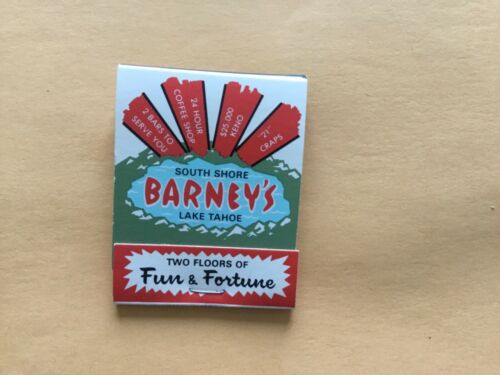 2 BARS TO
SERVE YOU
24 HOUR
COFFEE SHOP
$25,000
KENO
"21"
CRAPS
SOUTH SHORE
BARNEY'S
LAKE TAHOE
TWO FLOORS OF
Fun & Fortune